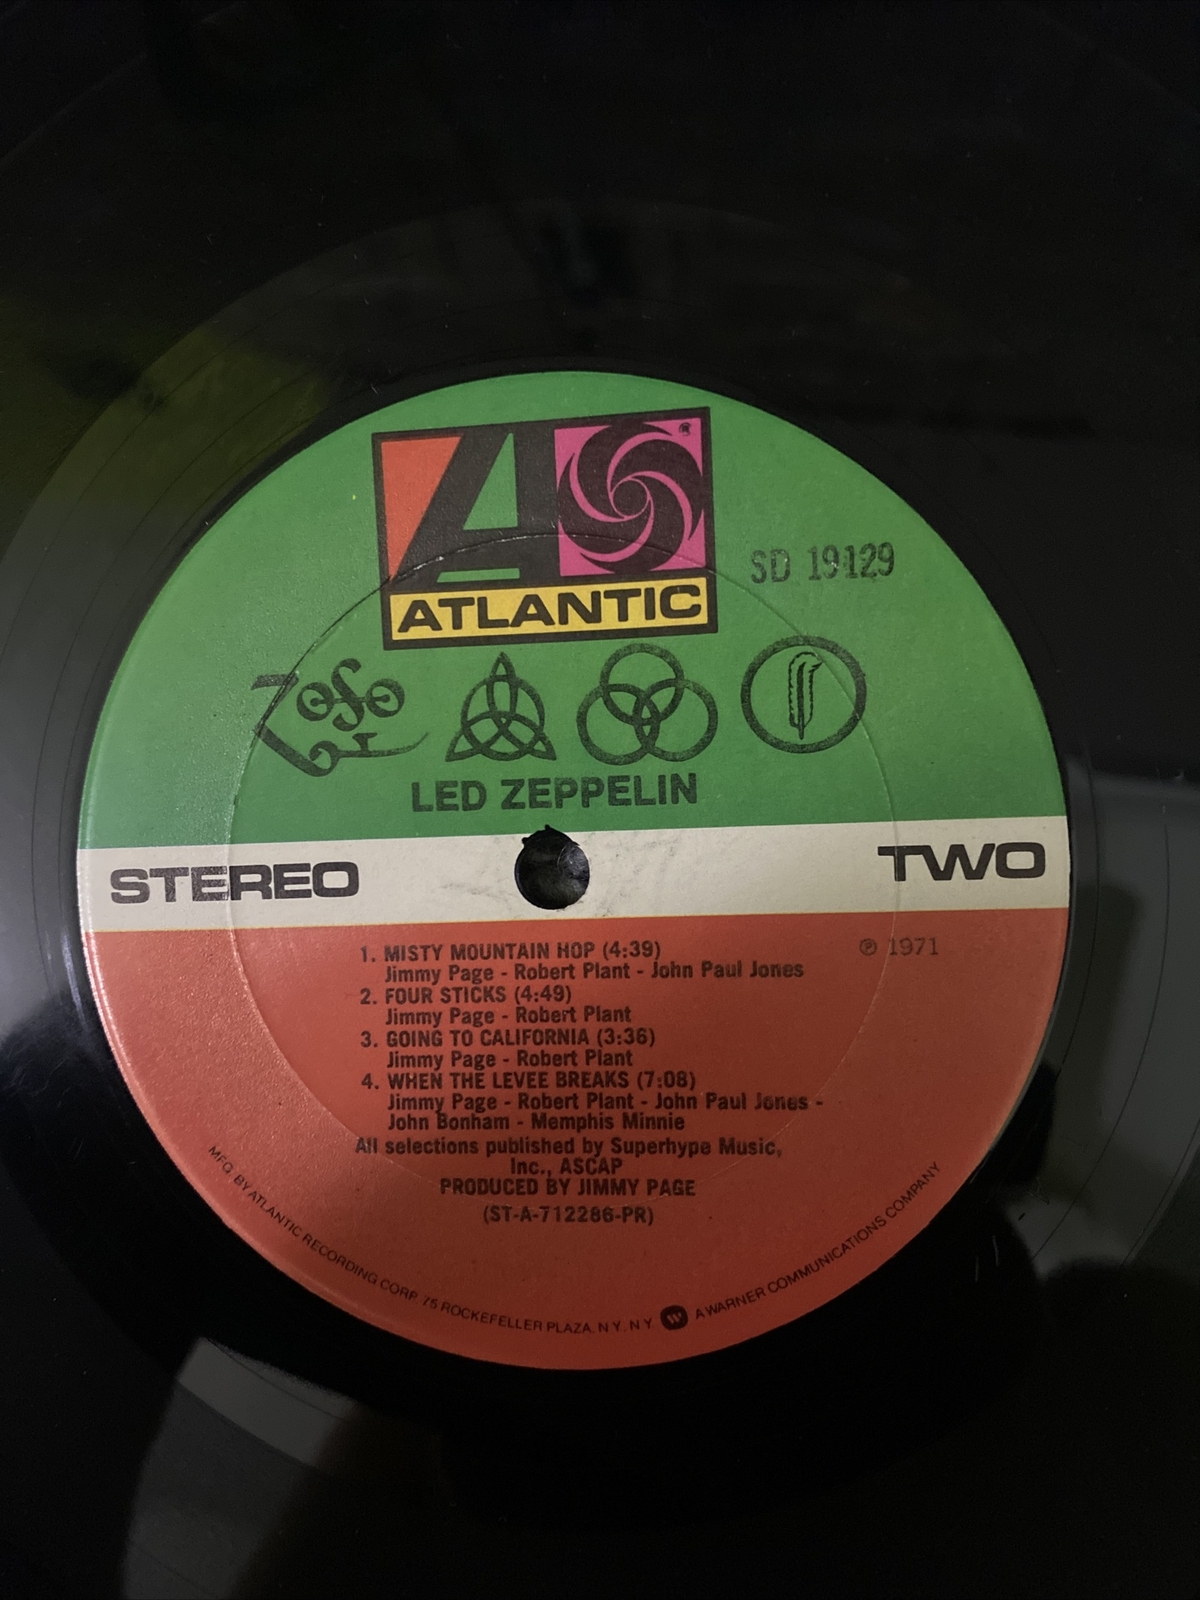 ®
ATLANTIC
SD 19129
LED ZEPPELIN
STEREO
TWO
℗ 1971
1. MISTY MOUNTAIN HOP (4:39)
Jimmy Page - Robert Plant - John Paul Jones
2. FOUR STICKS (4:49)
Jimmy Page - Robert Plant
3. GOING TO CALIFORNIA (3:36)
Jimmy Page - Robert Plant
4. WHEN THE LEVEE BREAKS (7:08)
Jimmy Page - Robert Plant - John Paul Jones -
John Bonham - Memphis Minnie
All selections published by Superhype Music,
Inc., ASCAP
PRODUCED BY JIMMY PAGE
(ST-A-712286-PR)
MFG. BY ATLANTIC RECORDING CORP. 75 ROCKEFELLER PLAZA, N.Y., N.Y. W A WARNER COMMUNICATIONS COMPANY